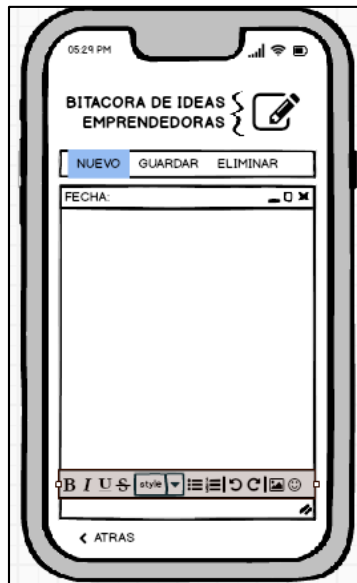 05:29 PM
BITACORA DE IDEAS
EMPRENDEDORAS
NUEVO GUARDAR ELIMINAR
FECHA:
B I U S style
ATRAS